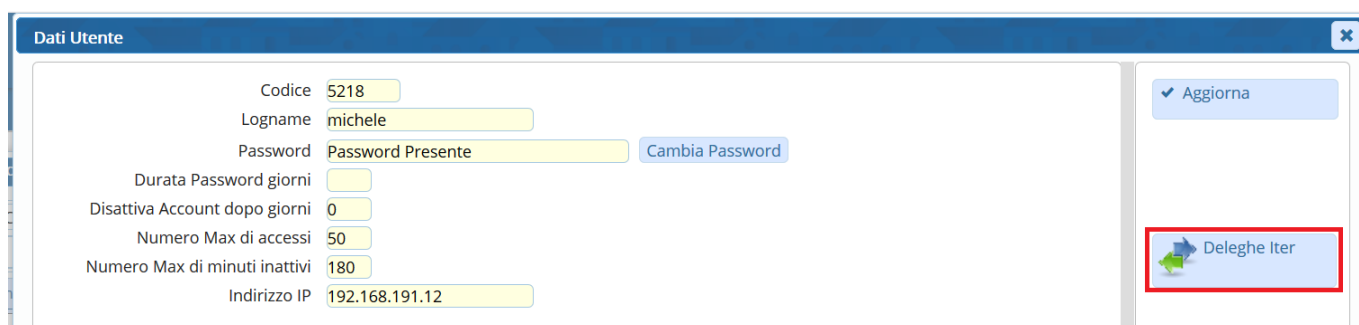 Dati Utente
Codice 5218
Logname michele
Password Password Presente Cambia Password
Durata Password giorni
Disattiva Account dopo giorni 0
Numero Max di accessi 50
Numero Max di minuti inattivi 180
Indirizzo IP 192.168.191.12
Aggiorna
Deleghe Iter